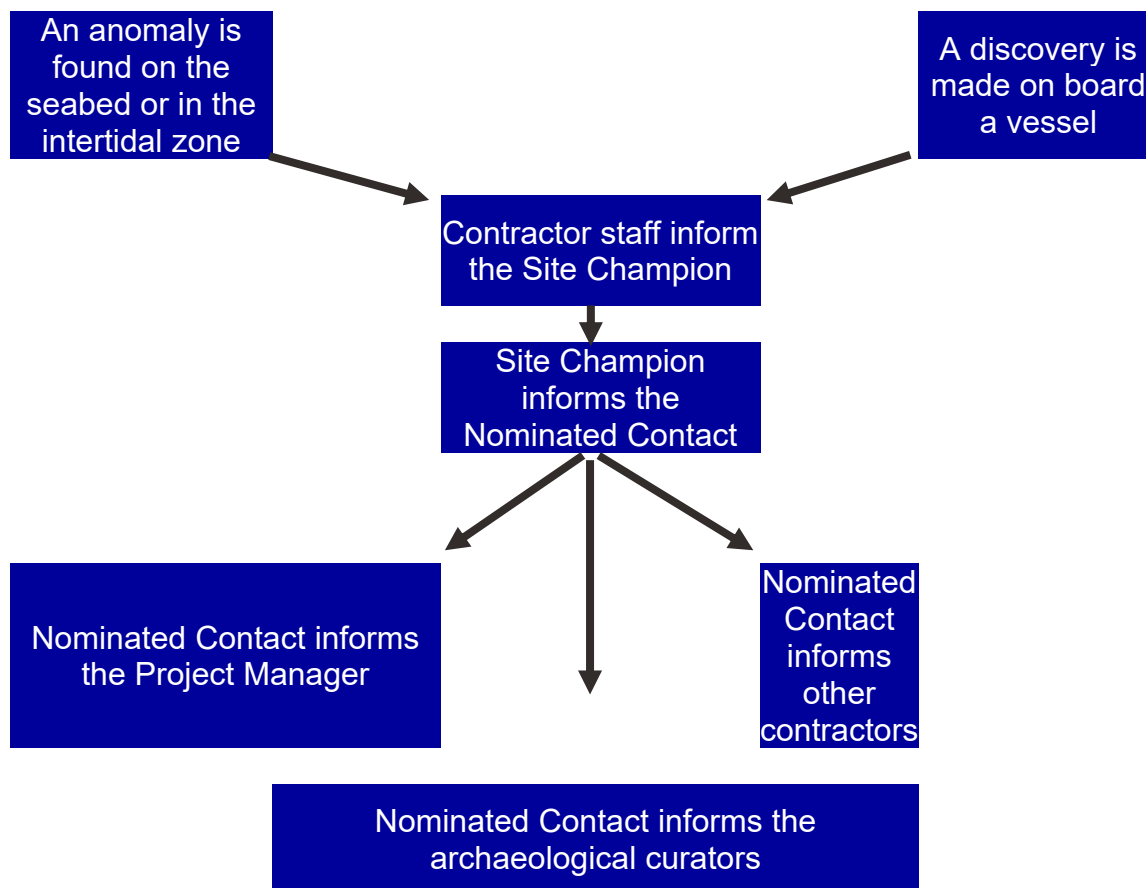 An anomaly is
found on the
seabed or in the
intertidal zone
A discovery is
made on board
a vessel
Contractor staff inform
the Site Champion
Site Champion
informs the
Nominated Contact
Nominated Contact informs
the Project Manager
Nominated
Contact
informs
other
contractors
Nominated Contact informs the
archaeological curators